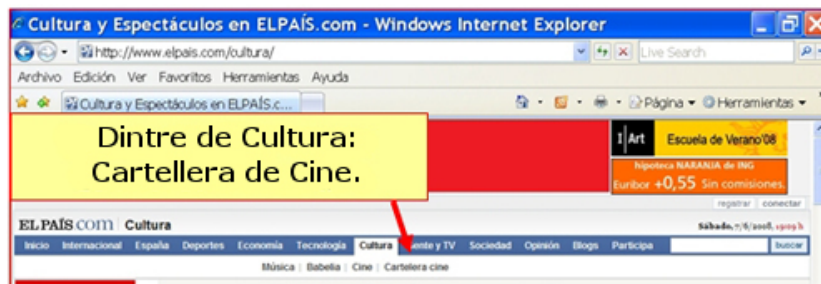 Cultura y Espectáculos en ELPAÍS.com - Windows Internet Explorer
http://www.elpais.com/cultura/
Live Search
Archivo Edición Ver Favoritos Herramientas Ayuda
Cultura y Espectáculos en ELPAÍS.c...
Página
Herramientas
Dintre de Cultura:
Cartellera de Cine.
I Art
Escuela de Verano'08
hipoteca NARANJA de ING
Euribor +0,55 Sin comisiones.
registrar | conectar
EL PAÍS.COM Cultura
Sábado, 7/6/2008,
Inicio Internacional España Deportes Economía Tecnología Cultura ente y TV Sociedad Opinión Blogs Participa
buscar
Música | Babelia | Cine | Cartelera cine